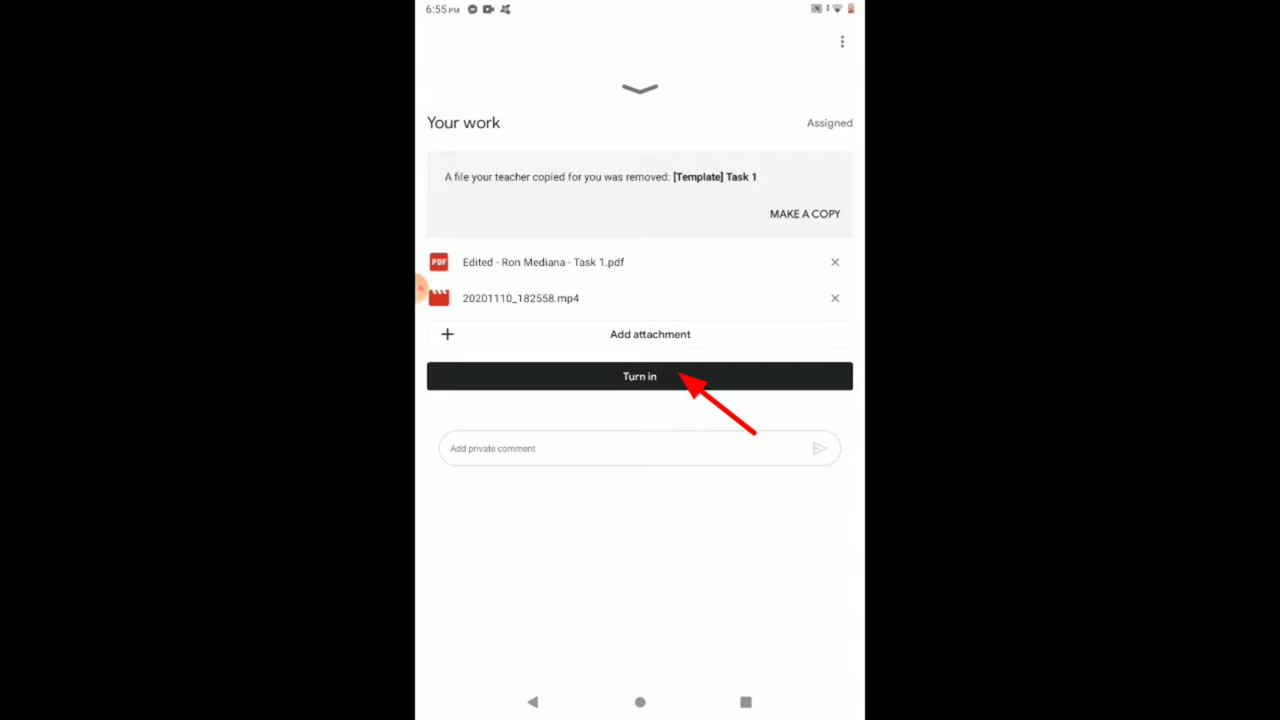 6:55 PM
Your work
Assigned
A file your teacher copied for you was removed: [Template] Task 1
MAKE A COPY
PDF
Edited - Ron Mediana - Task 1.pdf
20201110_182558.mp4
Add attachment
Turn in
Add private comment